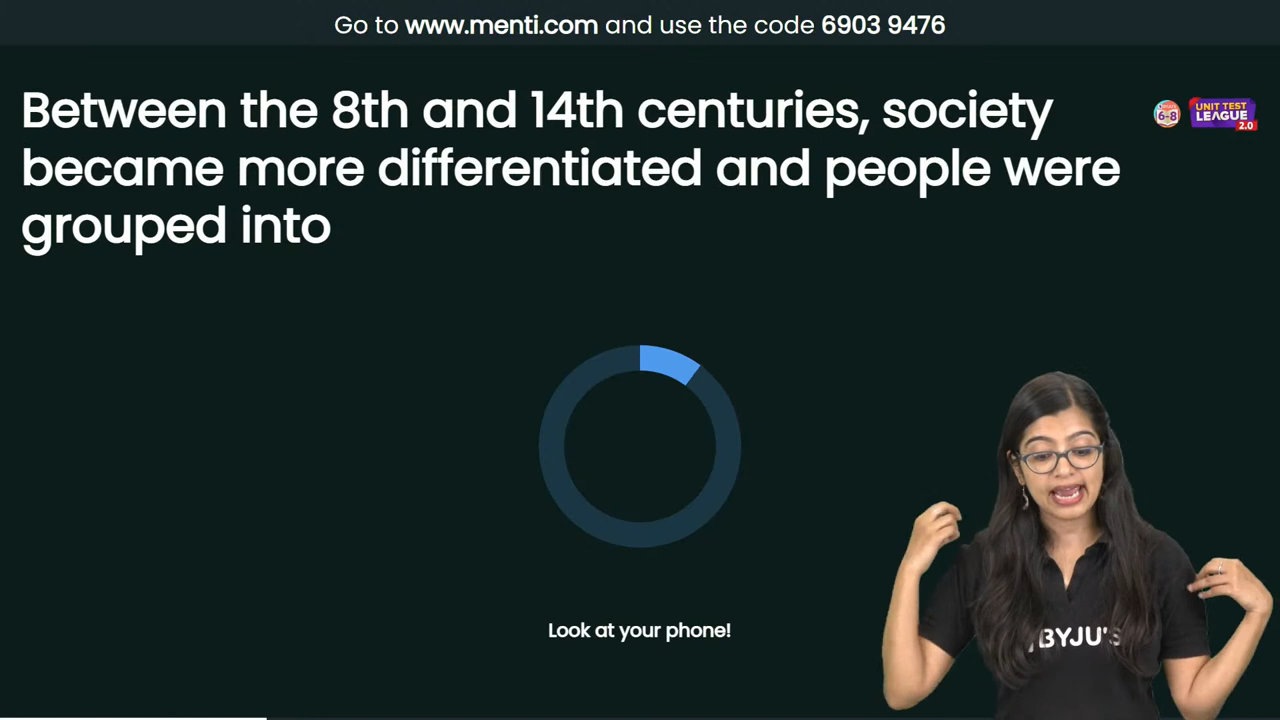 Go to www.menti.com and use the code 6903 9476
Between the 8th and 14th centuries, society
became more differentiated and people were
grouped into
6-8
UNIT TEST
LEAGUE
2.0
Look at your phone!
BYJU'S